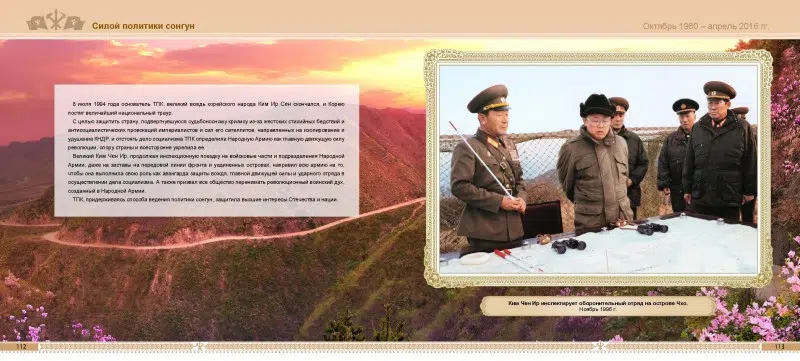 Силой политики сонгун
Октябрь 1980 – апрель 2016 гг.
8 июля 1994 года основатель ТПК, великий вождь корейского народа Ким Ир Сен скончался, и Корею
постиг величайший национальный траур.
С целью защитить страну, подвергнувшуюся судьбоносному кризису из-за жестоких стихийных бедствий и
антисоциалистических провокаций империалистов и сил его сателлитов, направленных на изолирование и
удушение КНДР, и отстоять дело социализма ТПК определила Народную Армию как главную движущую силу
революции, опору страны и всесторонне укрепила ее.
Великий Ким Чен Ир, продолжая инспекционную поездку на войсковые части и подразделения Народной
Армии, даже на заставы на передовой линии фронта и уединенных островах, направил всю армию на то,
чтобы она выполнила свою роль как авангарда защиты вождя, главной движущей силы и ударного отряда в
осуществлении дела социализма. А также призвал все общество перенимать революционный воинский дух,
созданный в Народной Армии.
ТПК, придерживаясь способа ведения политики сонгун, защитила высшие интересы Отечества и нации.
Ким Чен Ир инспектирует оборонительный отряд на острове Чхо.
Ноябрь 1996 г.
112
113